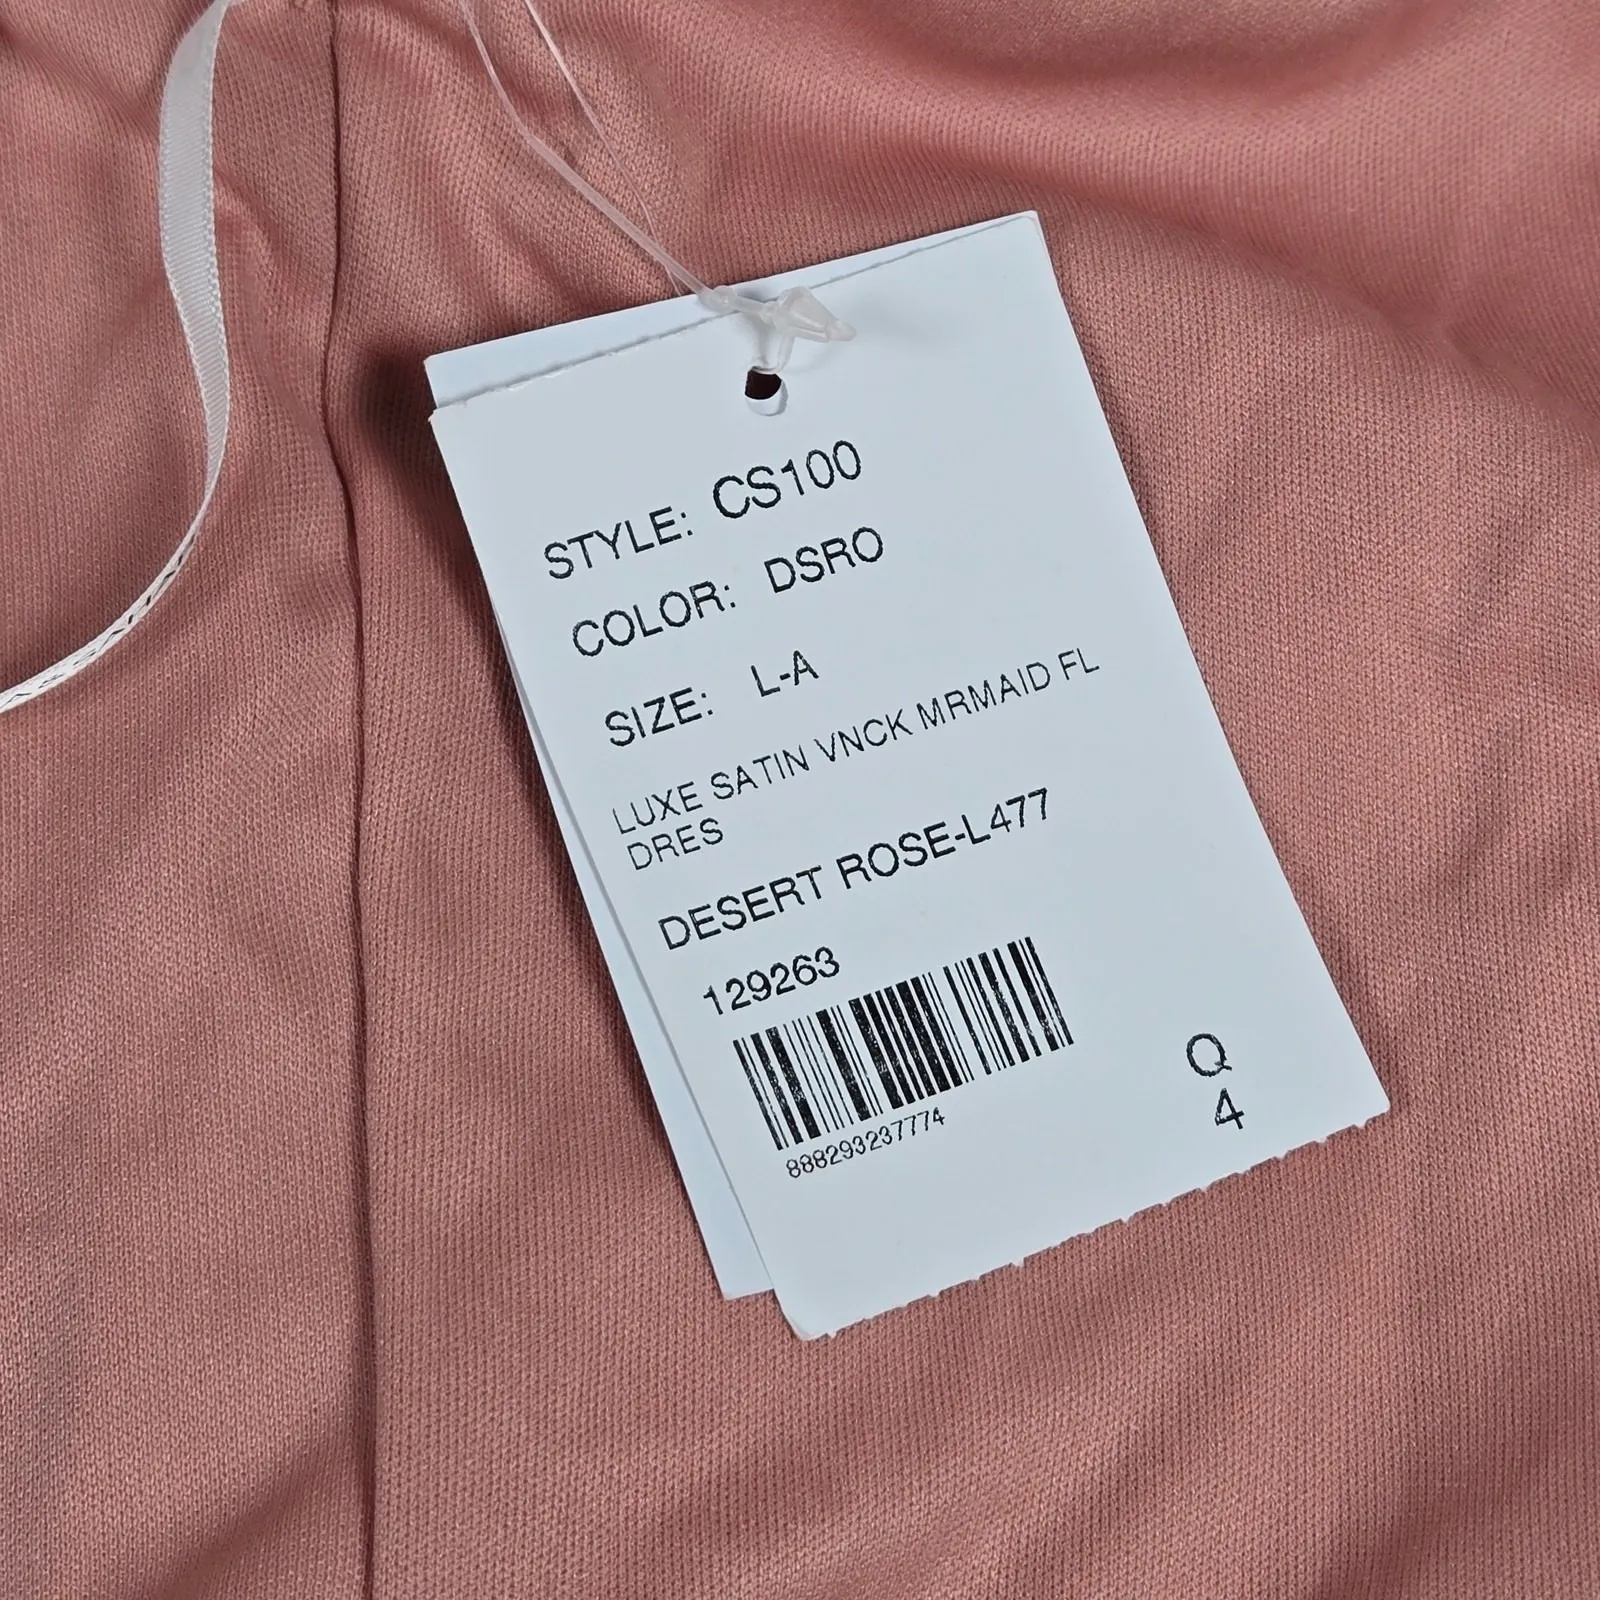 STYLE: CS100
COLOR: DSRO
SIZE: L-A
LUXE SATIN VNCK MRMAID FL
DRES
DESERT ROSE-L477
129263
888293237774
Q
4